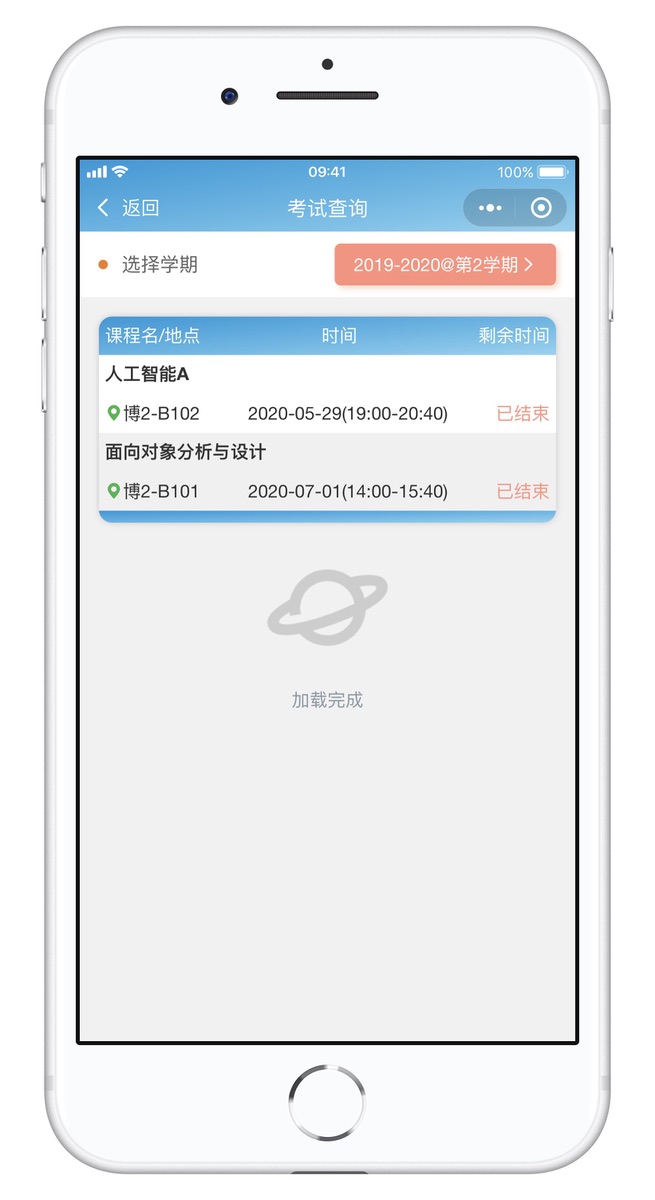 09:41 100%
返回 考试查询
选择学期 2019-2020@第2学期
课程名/地点 时间 剩余时间
人工智能A
博2-B102 2020-05-29(19:00-20:40) 已结束
面向对象分析与设计
博2-B101 2020-07-01(14:00-15:40) 已结束
加载完成